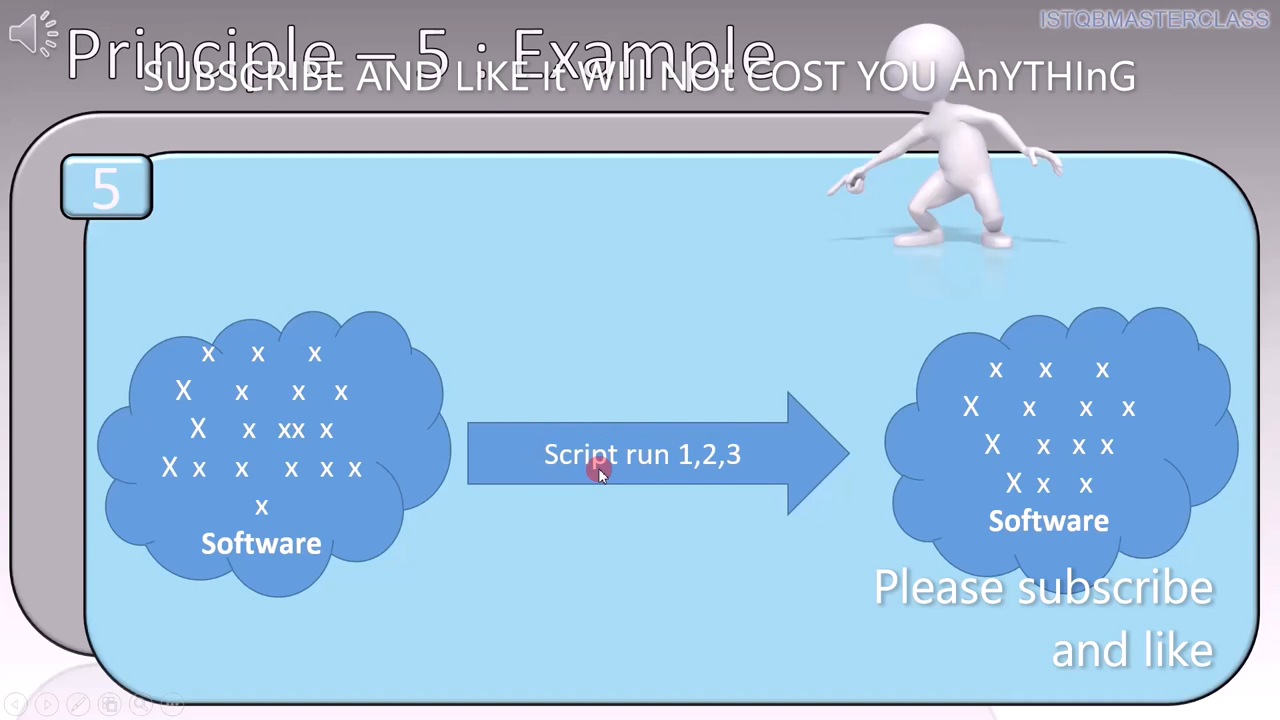 ISTQBMASTERCLASS
Principle – 5 : Example
SUBSCRIBE AND LiKE It WIll NOt COST YOU AnYTHInG
5
x x x
X x x x
X x xx x
X x x x x x
x
Software
Script run 1,2,3
x x x
X x x x
X x x x
X x x
Software
Please subscribe
and like